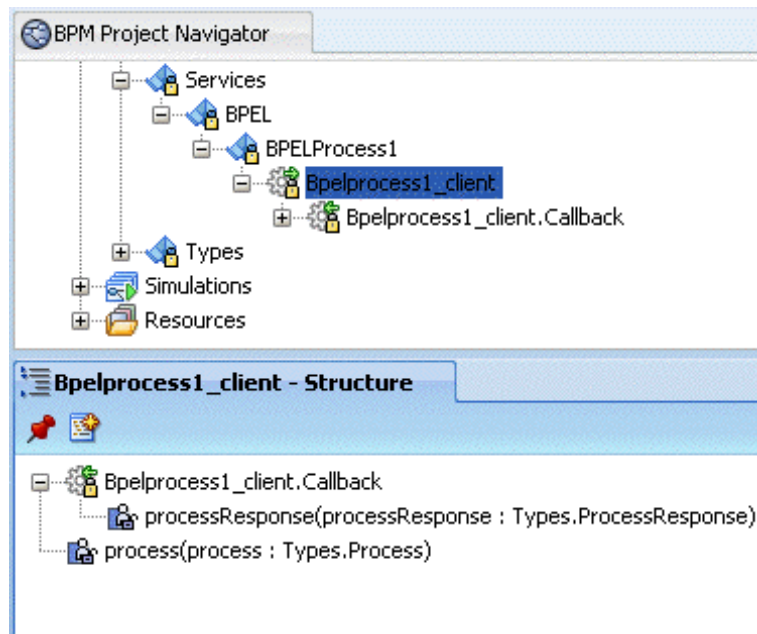 BPM Project Navigator
Services
BPEL
BPELProcess1
Bpelprocess1_client
Bpelprocess1_client.Callback
Types
Simulations
Resources
Bpelprocess1_client - Structure
Bpelprocess1_client.Callback
processResponse(processResponse : Types.ProcessResponse)
process(process : Types.Process)